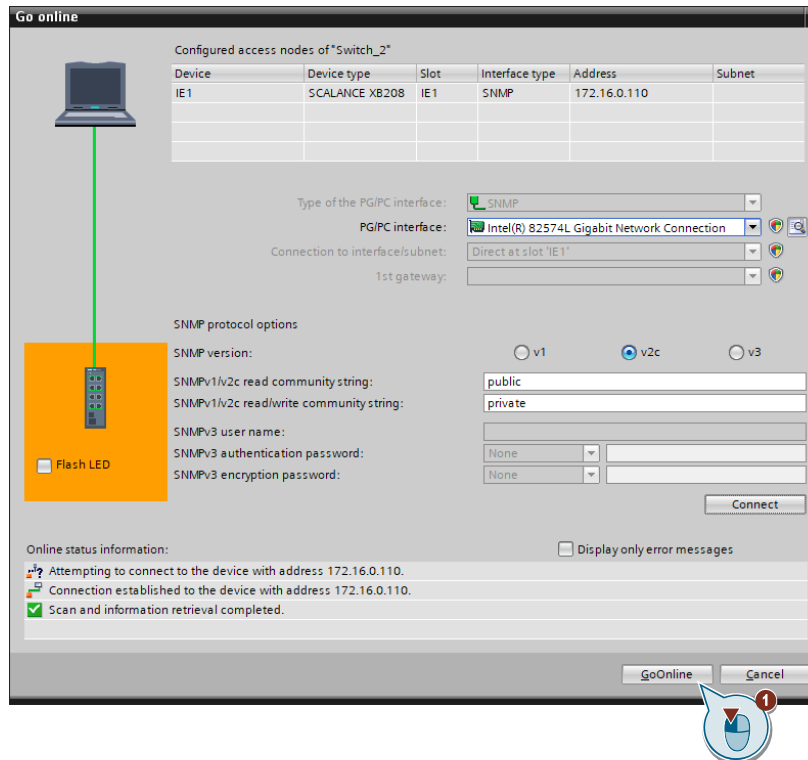 Go online
Configured access nodes of "Switch_2"
Device Device type Slot Interface type Address Subnet
IE1 SCALANCE XB208 IE1 SNMP 172.16.0.110
Type of the PG/PC interface: SNMP
PG/PC interface: Intel(R) 82574L Gigabit Network Connection
Connection to interface/subnet: Direct at slot 'IE1'
1st gateway:
SNMP protocol options
SNMP version: v1 v2c v3
SNMPv1/v2c read community string: public
SNMPv1/v2c read/write community string: private
SNMPv3 user name:
SNMPv3 authentication password: None
Flash LED
SNMPv3 encryption password: None
Connect
Online status information: Display only error messages
Attempting to connect to the device with address 172.16.0.110.
Connection established to the device with address 172.16.0.110.
Scan and information retrieval completed.
GoOnline Cancel
1